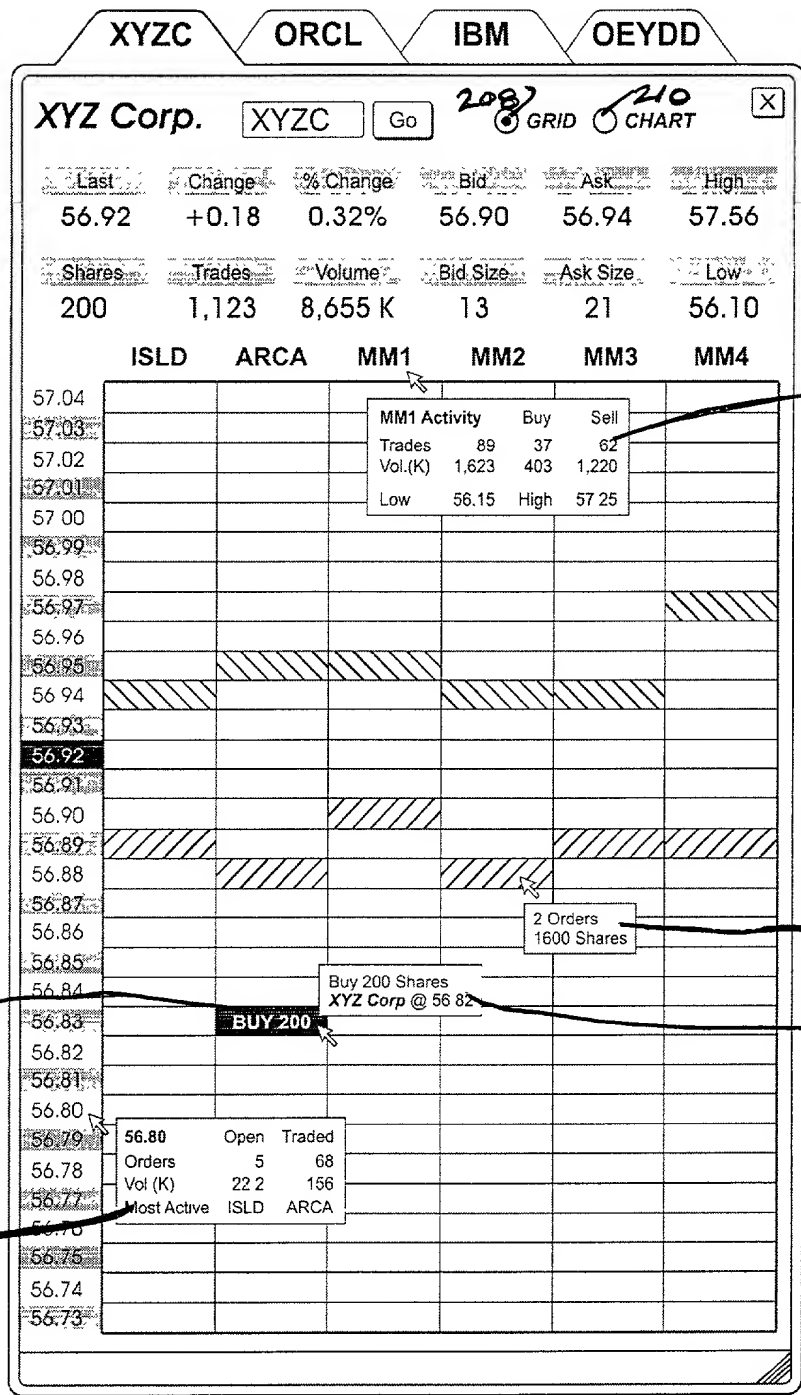 XYZC ORCL IBM OEYDD
208 210
XYZ Corp. XYZC Go GRID CHART X
Last Change % Change Bid Ask High
56.92 +0.18 0.32% 56.90 56.94 57.56
Shares Trades Volume Bid Size Ask Size Low
200 1,123 8,655 K 13 21 56.10
ISLD ARCA MM1 MM2 MM3 MM4
57.04
MM1 Activity Buy Sell
57.03
Trades 89 37 62
57.02
Vol.(K) 1,623 403 1,220
57.01
Low 56.15 High 57 25
57 00
56.99
56.98
56.97
56.96
56.95
56 94
56.93
56.92
56.91
56.90
56.89
56.88
56.87
2 Orders
56.86
1600 Shares
56.85
Buy 200 Shares
56.84
XYZ Corp @ 56 82
56.83 BUY 200
56.82
56.81
56.80
56.80 Open Traded
56.79
Orders 5 68
56.78
Vol (K) 22 2 156
56.77
Most Active ISLD ARCA
56.76
56.75
56.74
56.73